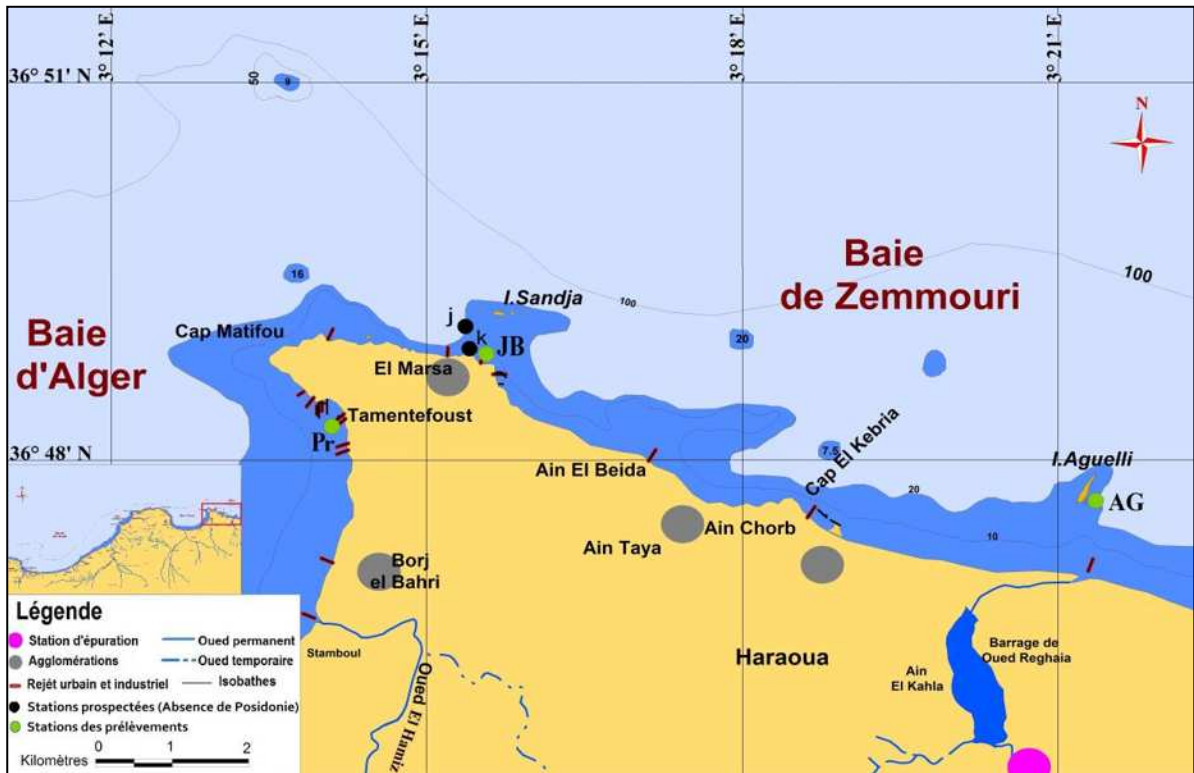 3° 12' E
3° 15' E
3° 18' E
3° 21' E
36° 51' N
50
9
N
Baie
de Zemmouri
100
16
I.Sandja
100
j
Cap Matifou
k
JB
20
Baie
d'Alger
El Marsa
Tamentefoust
Pr
36° 48' N
Cap El Kebria
7.5
I.Aguelli
Ain El Beida
20
AG
Ain Chorb
10
Ain Taya
Borj
el Bahri
Légende
Station d'épuration
Oued permanent
Agglomérations
Oued temporaire
Rejét urbain et industriel
Isobathes
Stations prospectées (Absence de Posidonie)
Stations des prélèvements
0 1 2
Kilomètres
Stamboul
Oued El Hamiz
Haraoua
Barrage de
Oued Reghaia
Ain
El Kahla